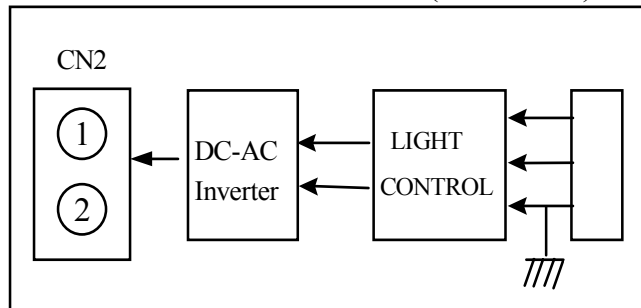 CN2
1
2
DC-AC
Inverter
LIGHT
CONTROL